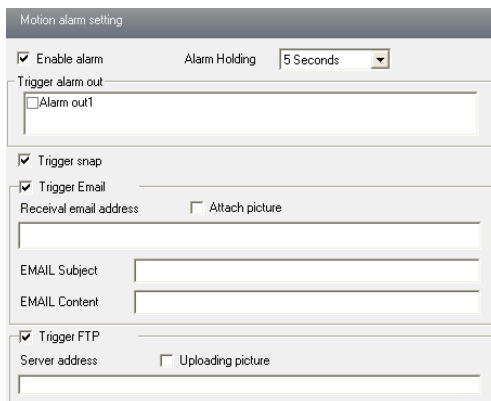 Motion alarm setting
Enable alarm Alarm Holding 5 Seconds
Trigger alarm out
Alarm out1
Trigger snap
Trigger Email
Receival email address Attach picture
EMAIL Subject
EMAIL Content
Trigger FTP
Server address Uploading picture